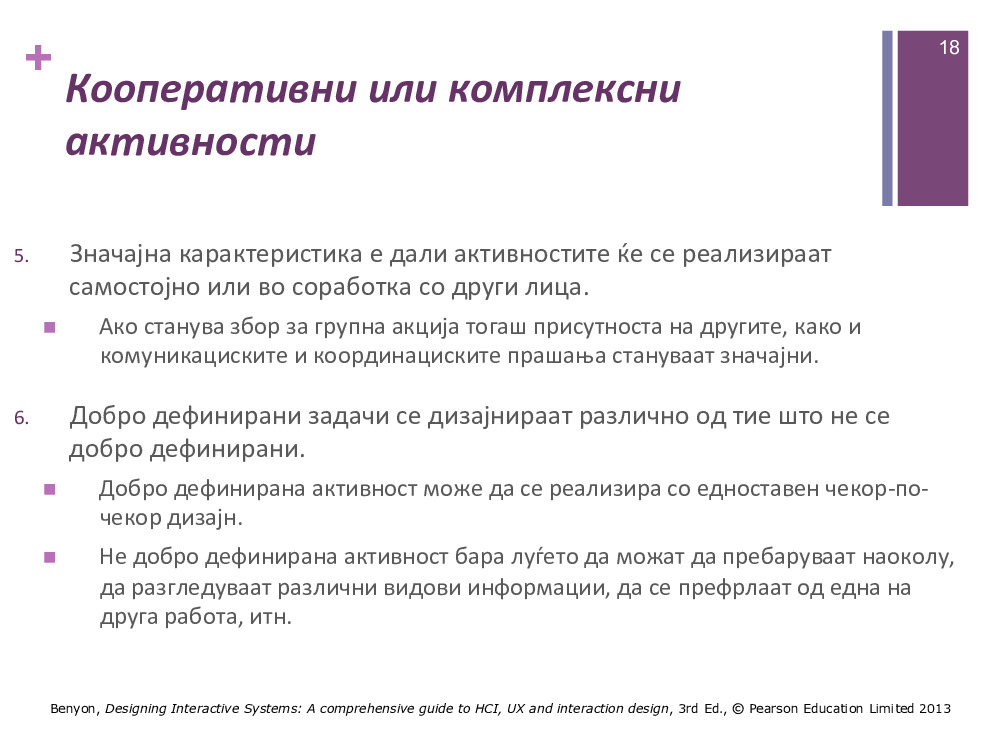 +
18
Кооперативни или комплексни
активности
5. Значајна карактеристика е дали активностите ќе се реализираат
самостојно или во соработка со други лица.
Ако станува збор за групна акција тогаш присутноста на другите, како и
комуникациските и координациските прашања стануваат значајни.
6. Добро дефинирани задачи се дизајнираат различно од тие што не се
добро дефинирани.
Добро дефинирана активност може да се реализира со едноставен чекор-по-
чекор дизајн.
Не добро дефинирана активност бара луѓето да можат да пребаруваат наоколу,
да разгледуваат различни видови информации, да се префрлаат од една на
друга работа, итн.
Benyon, Designing Interactive Systems: A comprehensive guide to HCI, UX and interaction design, 3rd Ed., © Pearson Education Limited 2013